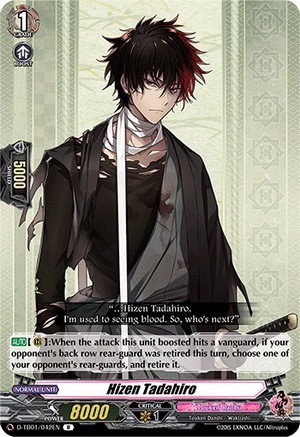 1
GRADE
BOOST
5000
SHIELD
"...Hizen Tadahiro.
I'm used to seeing blood. So, who's next?"
AUTO :When the attack this unit boosted hits a vanguard, if your
opponent's back row rear-guard was retired this turn, choose one of
your opponent's rear-guards, and retire it.
NORMAL UNIT
Hizen Tadahiro
D-TB01/042EN R
©2015 EXNOA LLC/Nitroplus
POWER 8000
CRITICAL
1
Touken Danshi - Wakizashi